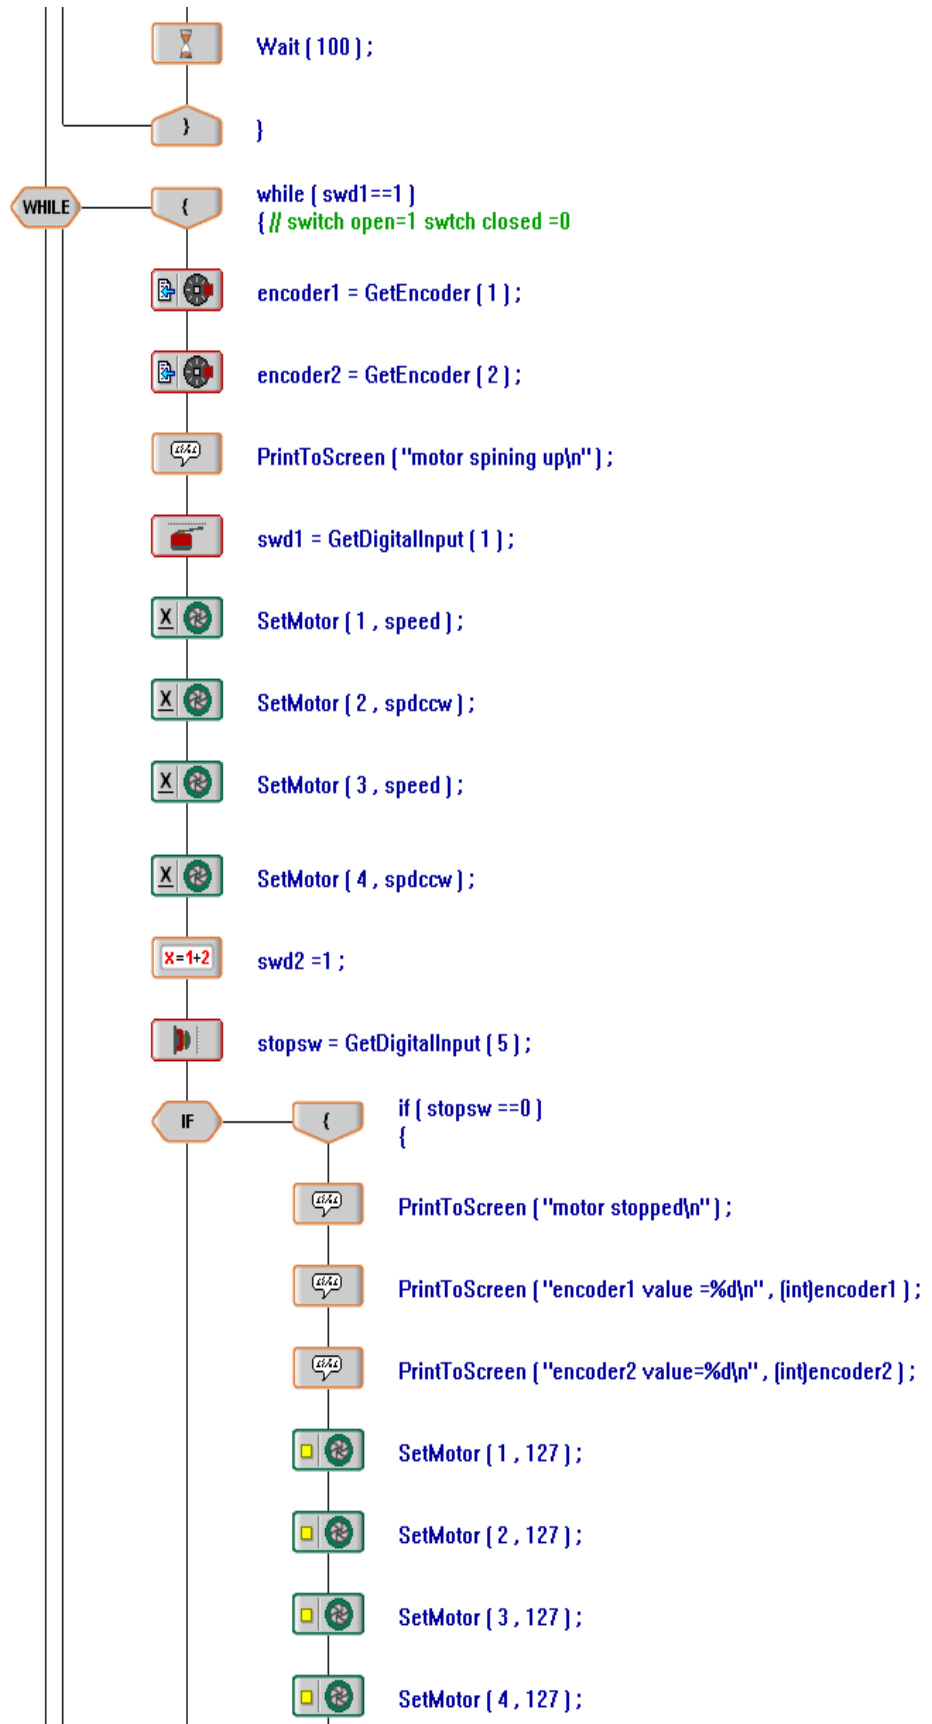 Wait ( 100 ) ;
} }
while ( swd1==1 )
WHILE {
{ // switch open=1 swtch closed =0
encoder1 = GetEncoder ( 1 ) ;
encoder2 = GetEncoder ( 2 ) ;
PrintToScreen ( "motor spining up\n" ) ;
swd1 = GetDigitalInput ( 1 ) ;
X SetMotor ( 1 , speed ) ;
X SetMotor ( 2 , spdccw ) ;
X SetMotor ( 3 , speed ) ;
X SetMotor ( 4 , spdccw ) ;
X=1+2 swd2 =1 ;
stopsw = GetDigitalInput ( 5 ) ;
if ( stopsw ==0 )
IF {
{
PrintToScreen ( "motor stopped\n" ) ;
PrintToScreen ( "encoder1 value =%d\n" , (int)encoder1 ) ;
PrintToScreen ( "encoder2 value=%d\n" , (int)encoder2 ) ;
SetMotor ( 1 , 127 ) ;
SetMotor ( 2 , 127 ) ;
SetMotor ( 3 , 127 ) ;
SetMotor ( 4 , 127 ) ;